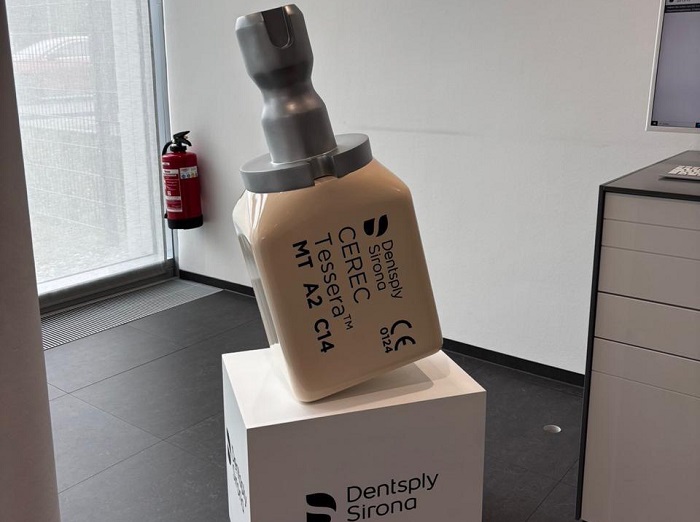 Dentsply
Sirona
CEREC
Tessera™
MT A2 C14
CE 0124
Dentsply
Sirona